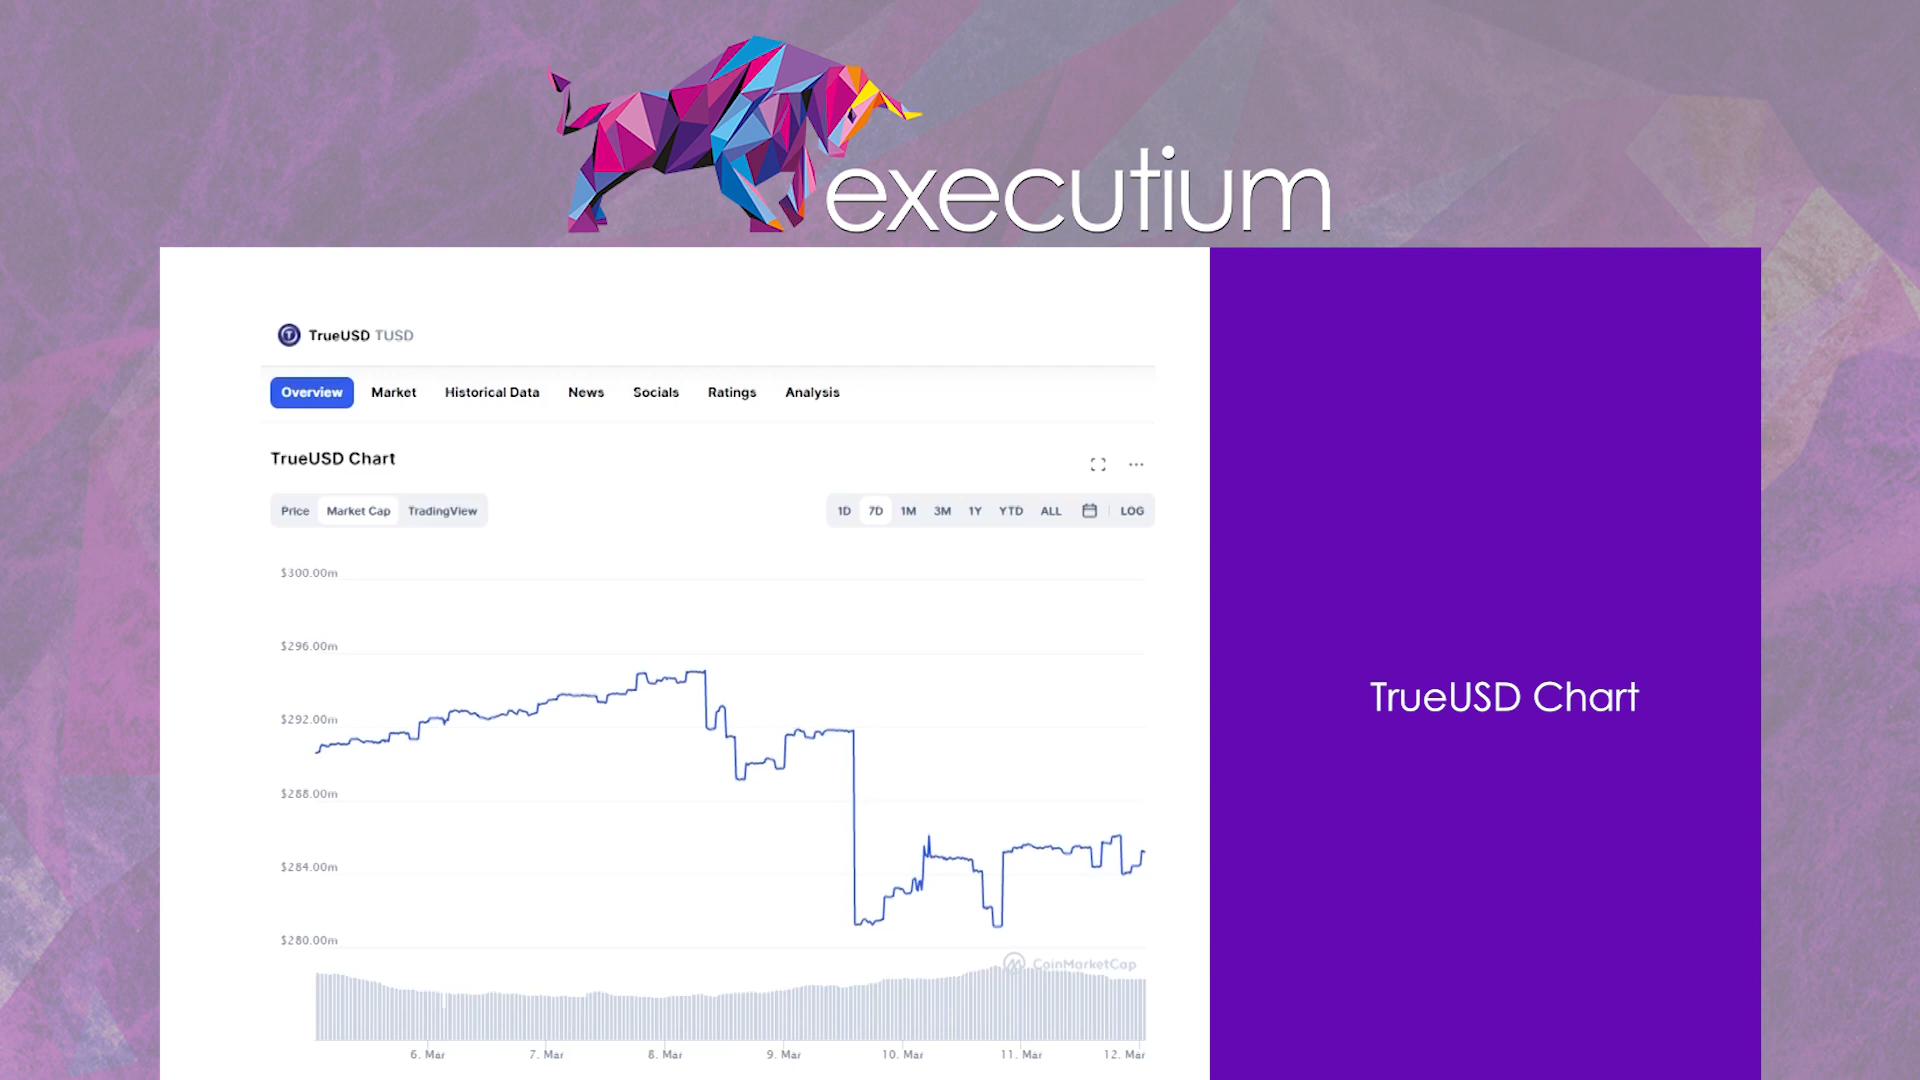 executium
TrueUSD TUSD
Overview Market Historical Data News Socials Ratings Analysis
TrueUSD Chart
Price Market Cap TradingView 1D 7D 1M 3M 1Y YTD ALL LOG
$300.00m
$296.00m
$292.00m
$288.00m
$284.00m
$280.00m
CoinMarketCap
6. Mar 7. Mar 8. Mar 9. Mar 10. Mar 11. Mar 12. Mar
TrueUSD Chart